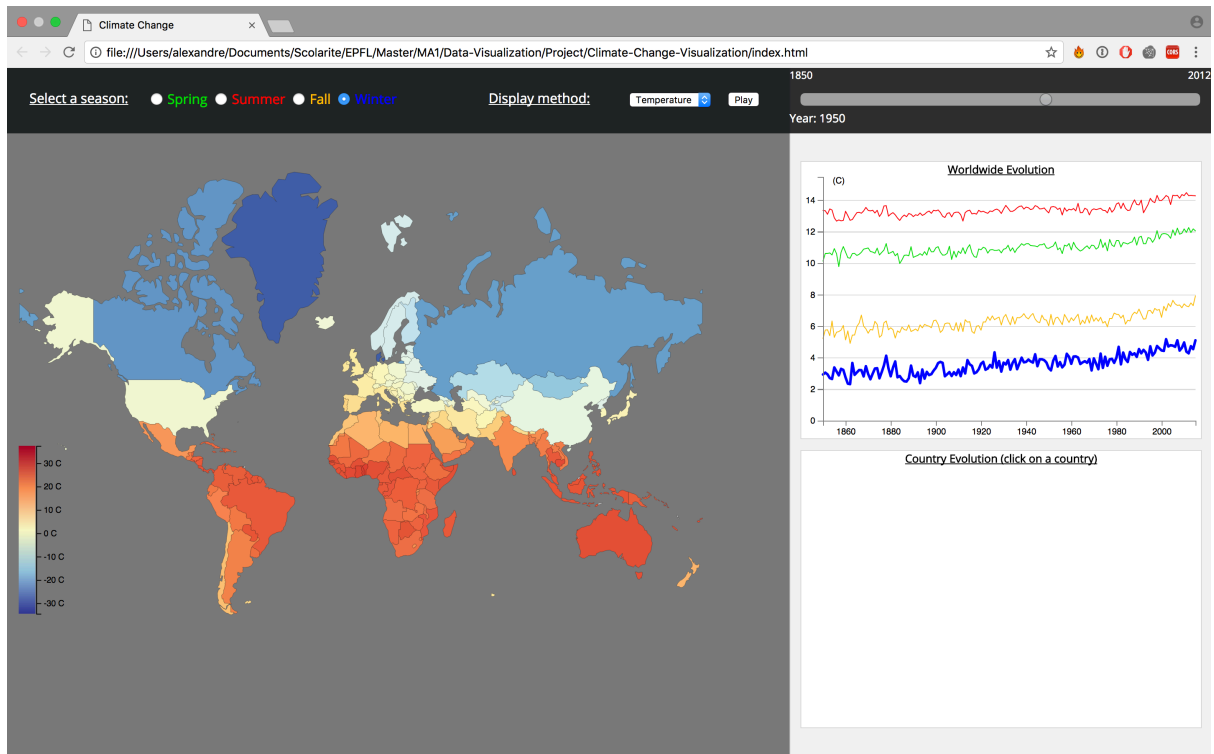 Climate Change
file:///Users/alexandre/Documents/Scolarite/EPFL/Master/MA1/Data-Visualization/Project/Climate-Change-Visualization/index.html
CORS
Select a season: Spring Summer Fall Winter
Display method: Temperature Play
1850 2012
Year: 1950
Worldwide Evolution
(C)
14
12
10
8
6
4
2
0
1860 1880 1900 1920 1940 1960 1980 2000
Country Evolution (click on a country)
30 C
20 C
10 C
0 C
-10 C
-20 C
-30 C